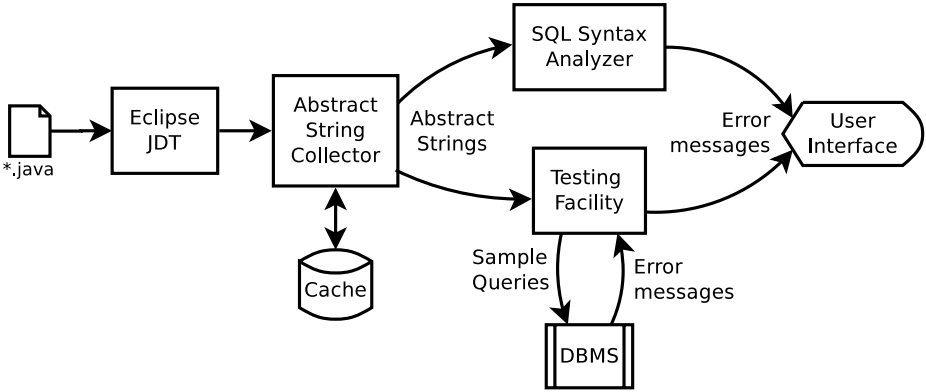 *.java
Eclipse
JDT
Abstract
String
Collector
Cache
Abstract
Strings
SQL Syntax
Analyzer
Testing
Facility
Sample
Queries
Error
messages
DBMS
Error
messages
User
Interface